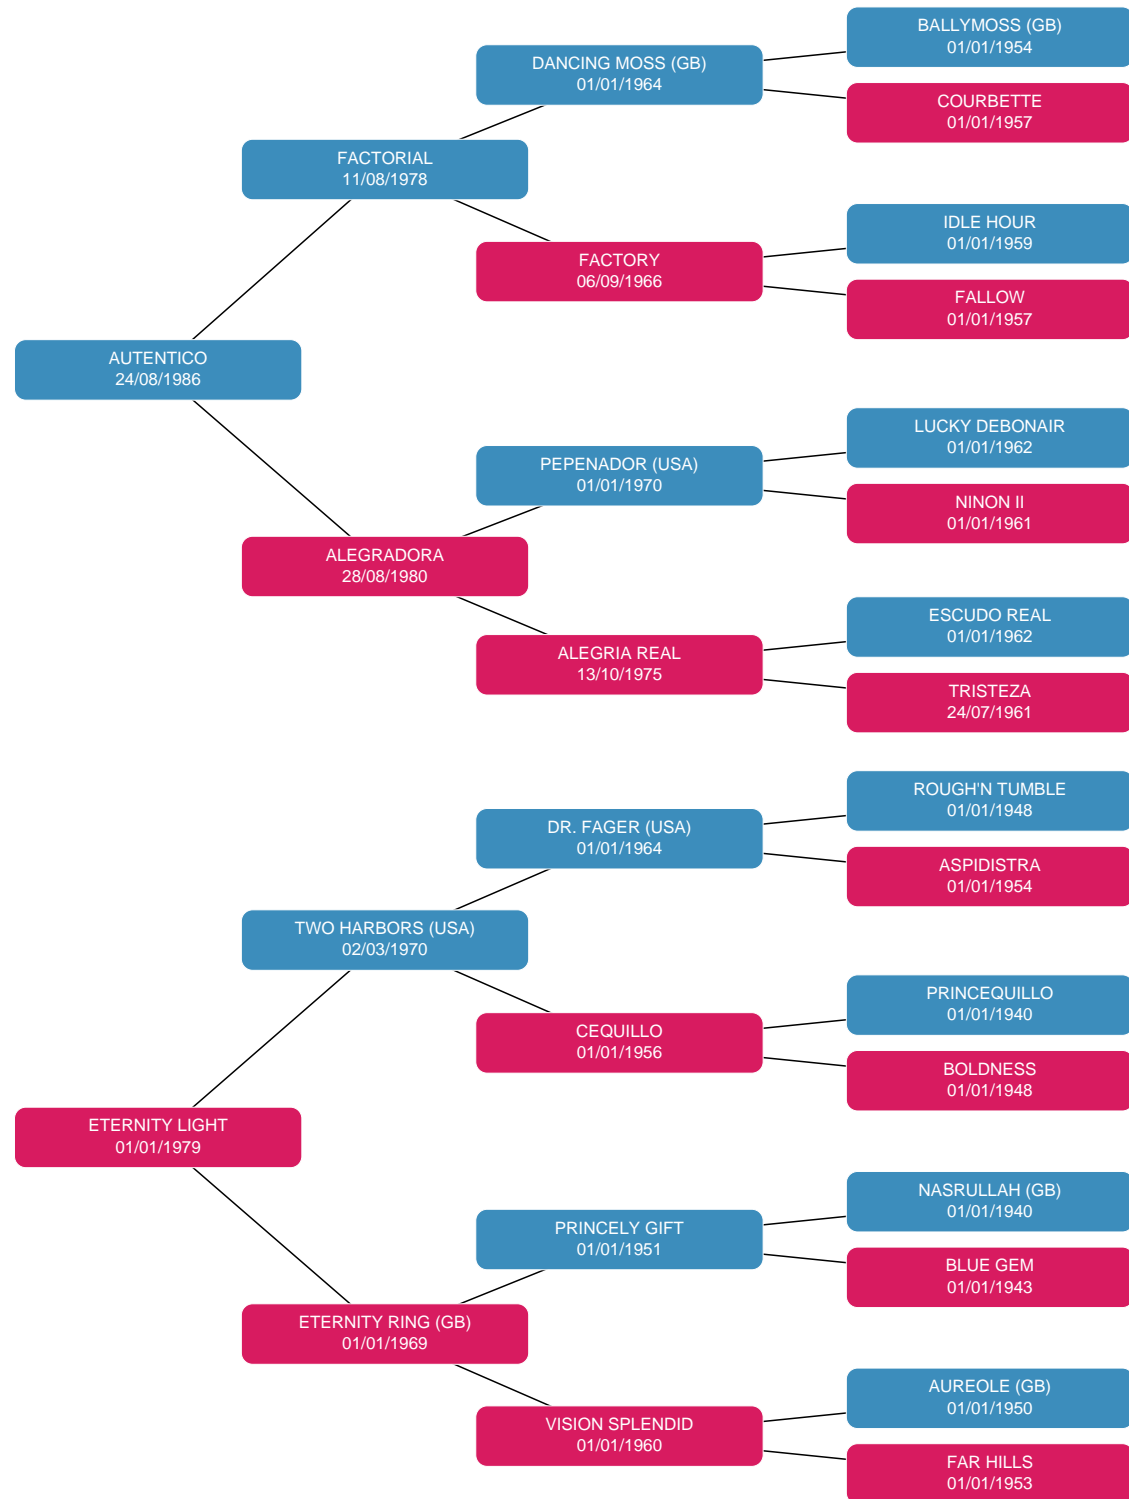 BALLYMOSS (GB)
01/01/1954
DANCING MOSS (GB)
01/01/1964
COURBETTE
01/01/1957
FACTORIAL
11/08/1978
IDLE HOUR
01/01/1959
FACTORY
06/09/1966
FALLOW
01/01/1957
AUTENTICO
24/08/1986
LUCKY DEBONAIR
01/01/1962
PEPENADOR (USA)
01/01/1970
NINON II
01/01/1961
ALEGRADORA
28/08/1980
ESCUDO REAL
01/01/1962
ALEGRIA REAL
13/10/1975
TRISTEZA
24/07/1961
ROUGH'N TUMBLE
01/01/1948
DR. FAGER (USA)
01/01/1964
ASPIDISTRA
01/01/1954
TWO HARBORS (USA)
02/03/1970
PRINCEQUILLO
01/01/1940
CEQUILLO
01/01/1956
BOLDNESS
01/01/1948
ETERNITY LIGHT
01/01/1979
NASRULLAH (GB)
01/01/1940
PRINCELY GIFT
01/01/1951
BLUE GEM
01/01/1943
ETERNITY RING (GB)
01/01/1969
AUREOLE (GB)
01/01/1950
VISION SPLENDID
01/01/1960
FAR HILLS
01/01/1953